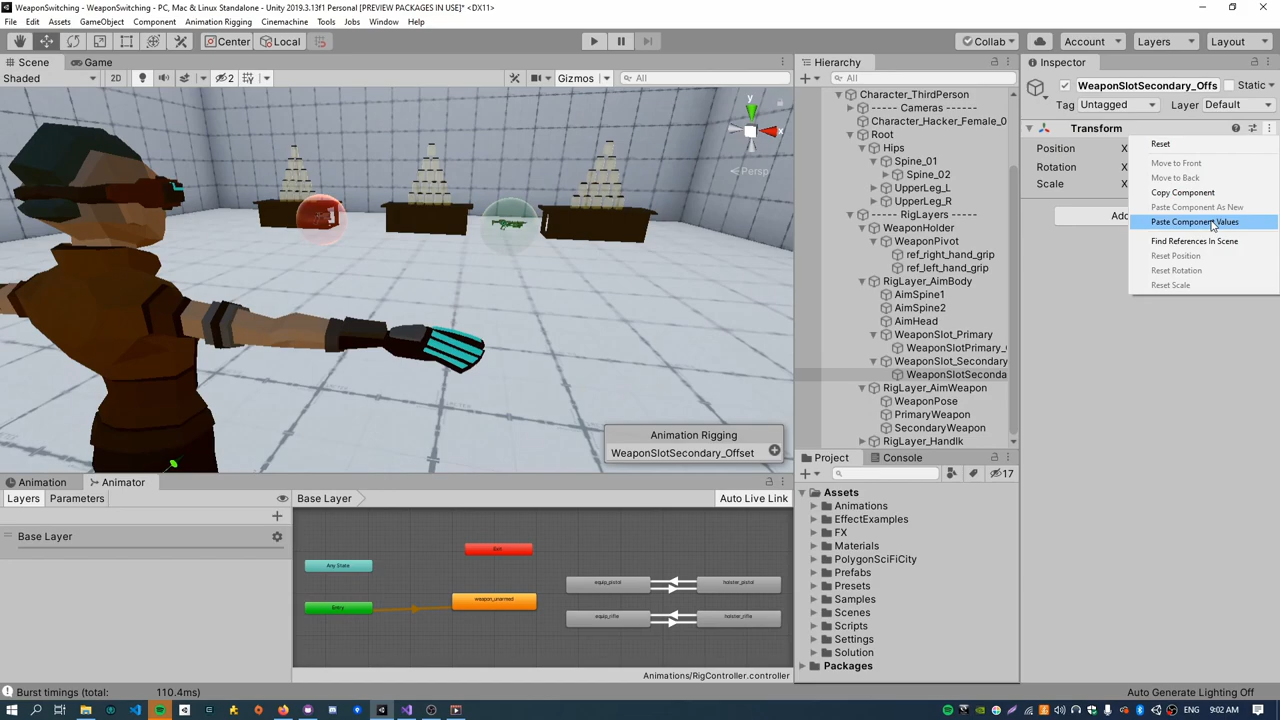 WeaponSwitching - WeaponSwitching - PC, Mac & Linux Standalone - Unity 2019.3.13f1 Personal [PREVIEW PACKAGES IN USE]* <DX11>
File Edit Assets GameObject Component Animation Rigging Cinemachine Tools Jobs Window Help
Center Local Collab Account Layers Layout
Scene Game
Shaded 2D 2 Gizmos All
y
x
Persp
Animation Rigging
WeaponSlotSecondary_Offset
Animation Animator
Layers Parameters Base Layer Auto Live Link
Base Layer
Any State
Exit
Entry
weapon_unarmed
equip_pistol holster_pistol
equip_rifle holster_rifle
Animations/RigController.controller
Hierarchy
All
Character_ThirdPerson
----- Cameras ------
Character_Hacker_Female_0
Root
Hips
Spine_01
Spine_02
UpperLeg_L
UpperLeg_R
----- RigLayers ------
WeaponHolder
WeaponPivot
ref_right_hand_grip
ref_left_hand_grip
RigLayer_AimBody
AimSpine1
AimSpine2
AimHead
WeaponSlot_Primary
WeaponSlotPrimary_
WeaponSlot_Secondary
WeaponSlotSeconda
RigLayer_AimWeapon
WeaponPose
PrimaryWeapon
SecondaryWeapon
RigLayer_HandIk
Project Console
17
Assets
Animations
EffectExamples
FX
Materials
PolygonSciFiCity
Prefabs
Presets
Samples
Scenes
Scripts
Settings
Solution
Packages
Inspector
WeaponSlotSecondary_Offs Static
Tag Untagged Layer Default
Transform
Position X
Rotation X
Scale X
Add
Reset
Move to Front
Move to Back
Copy Component
Paste Component As New
Paste Component Values
Find References In Scene
Reset Position
Reset Rotation
Reset Scale
Burst timings (total: 110.4ms)
Auto Generate Lighting Off
ENG 9:02 AM